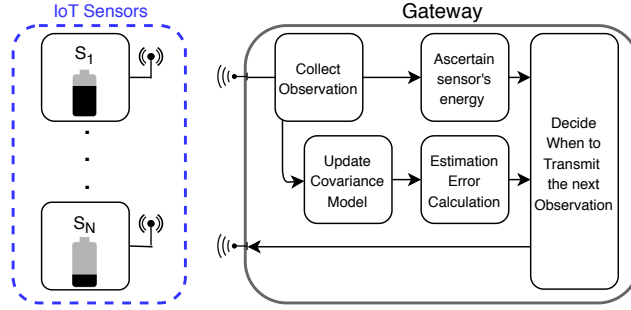 IoT Sensors
S1
SN
Gateway
Collect
Observation
Ascertain
sensor's
energy
Update
Covariance
Model
Estimation
Error
Calculation
Decide
When to
Transmit
the next
Observation